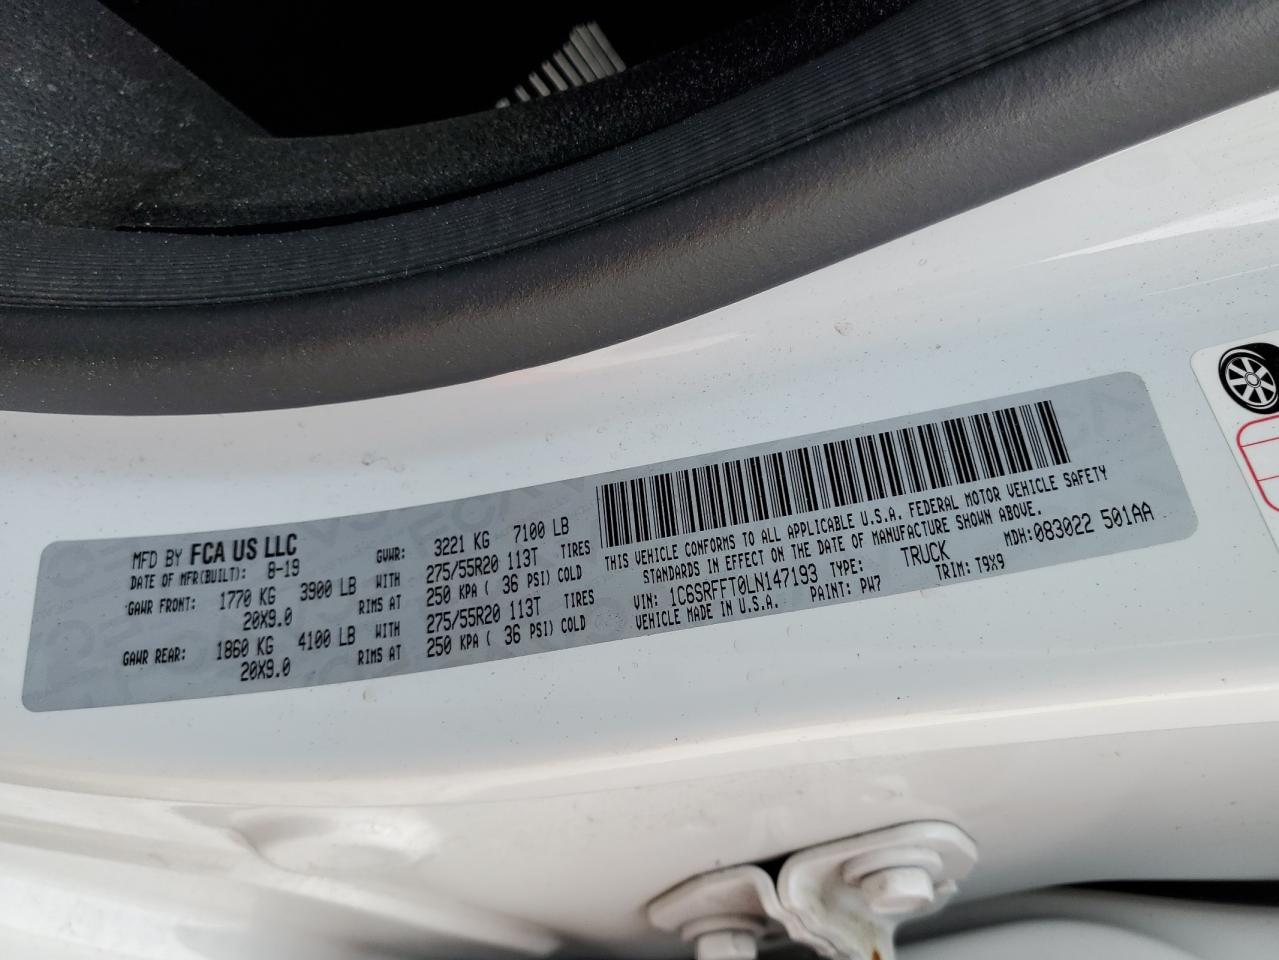 MFD BY FCA US LLC
DATE OF MFR(BUILT): 8-19
GVWR: 3221 KG 7100 LB
GAWR FRONT: 1770 KG 3900 LB WITH 275/55R20 113T TIRES
20X9.0 RIMS AT 250 KPA ( 36 PSI) COLD
GAWR REAR: 1860 KG 4100 LB WITH 275/55R20 113T TIRES
20X9.0 RIMS AT 250 KPA ( 36 PSI) COLD
THIS VEHICLE CONFORMS TO ALL APPLICABLE U.S.A. FEDERAL MOTOR VEHICLE SAFETY
STANDARDS IN EFFECT ON THE DATE OF MANUFACTURE SHOWN ABOVE.
VIN: 1C6SRFFT0LN147193 TYPE: TRUCK MDH:083022 501AA
VEHICLE MADE IN U.S.A. PAINT: PW7 TRIM: T9X9